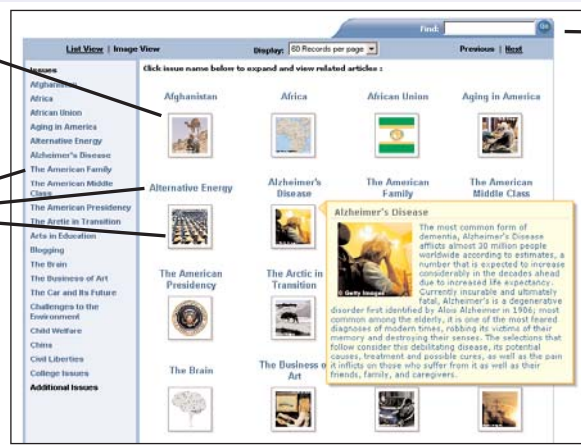 Find:
Go
List View | Image View
Display: 60 Records per page
Previous | Next
Issues
Click issue name below to expand and view related articles :
Afghanistan
Africa
African Union
Aging in America
Alternative Energy
Alzheimer's Disease
The American Family
The American Middle
Class
The American Presidency
The Arctic in Transition
Arts in Education
Blogging
The Brain
The Business of Art
The Car and Its Future
Challenges to the
Environment
Child Welfare
China
Civil Liberties
College Issues
Additional Issues
Afghanistan
Africa
African Union
Aging in America
Alternative Energy
Alzheimer's
Disease
The American
Family
The American
Middle Class
Alzheimer's Disease
The most common form of
dementia, Alzheimer's Disease
afflicts almost 20 million people
worldwide according to estimates, a
number that is expected to increase
considerably in the decades ahead
due to increased life expectancy.
Currently insurable and ultimately
fatal, Alzheimer's is a degenerative
disorder first identified by Alois Alzheimer in 1906; most
common among the elderly, it is one of the most feared
diagnoses of modern times, robbing its victims of their
memory and destroying their senses. The selections that
follow consider this debilitating disease, its potential
causes, treatment and possible cures, as well as the pain
it inflicts on those who suffer from it as well as their
friends, family, and caregivers.
© Getty Images
The American
Presidency
The Arctic in
Transition
The Brain
The Business of
Art